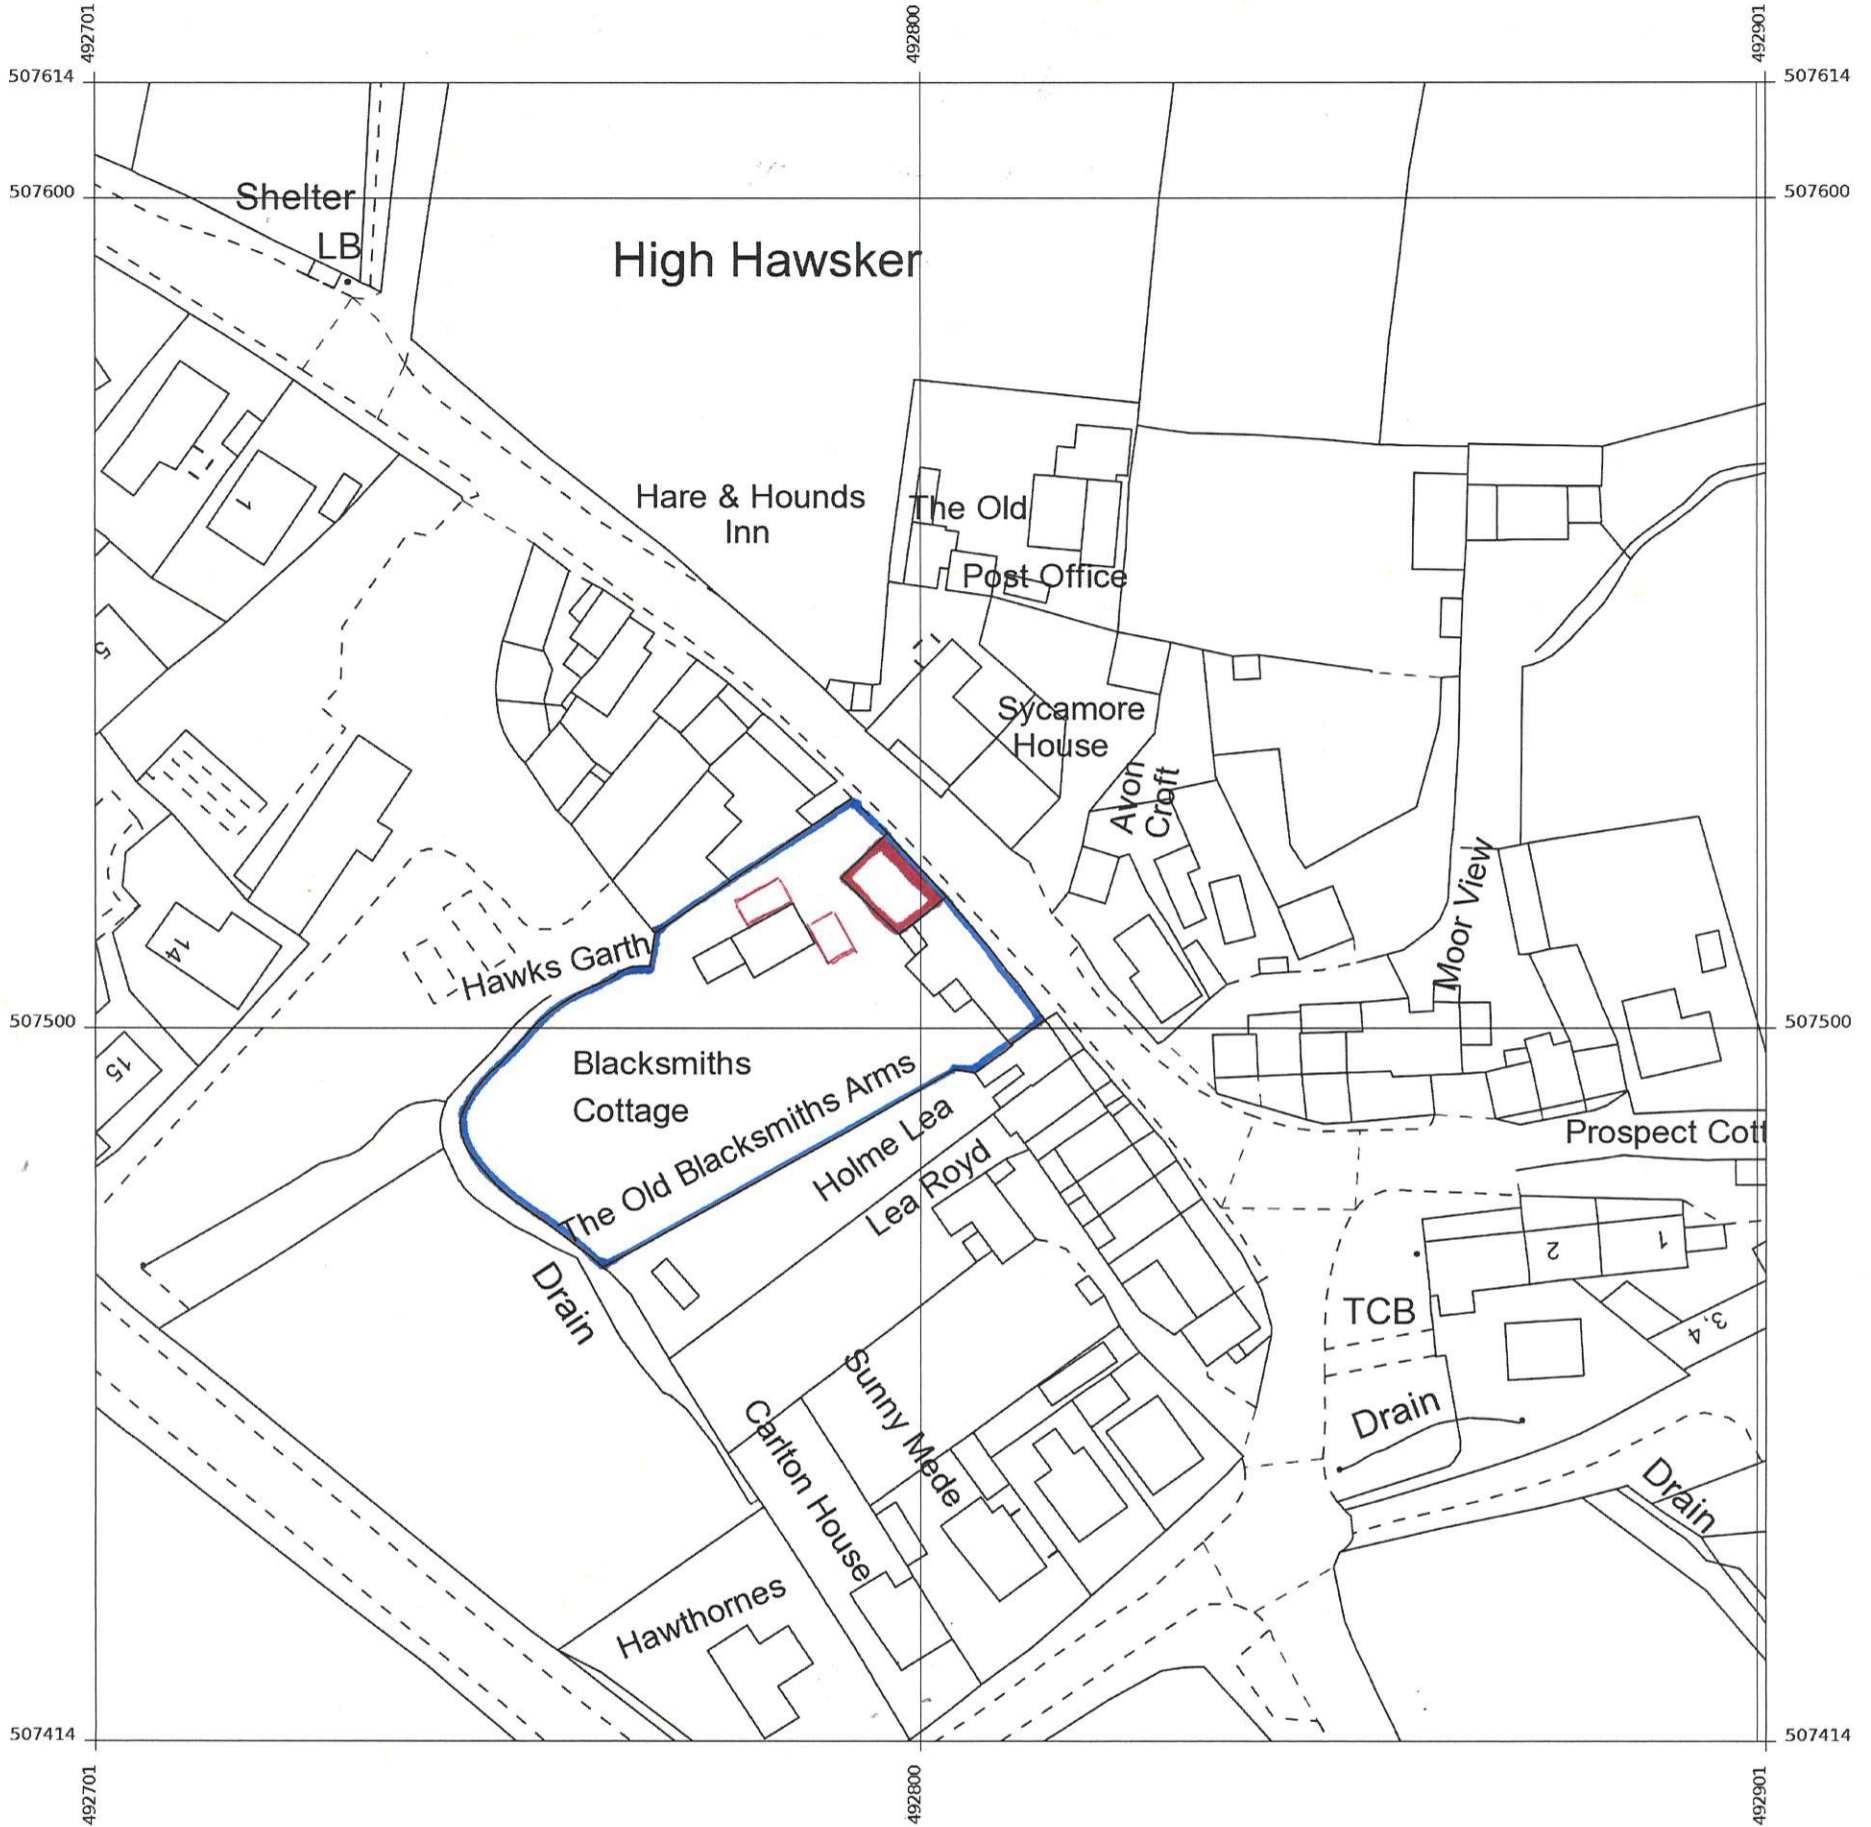 492701
492800
492901
507614
507614
507600
507600
Shelter
LB
High Hawsker
Hare & Hounds
Inn
The Old
Post Office
1
5
Sycamore
House
Avon
Croft
Moor View
14
Hawks Garth
507500
507500
15
Blacksmiths
Cottage
The Old Blacksmiths Arms
Holme Lea
Lea Royd
Prospect Cott
2
1
3,4
TCB
Drain
Drain
Drain
Sunny Mede
Carlton House
Hawthornes
507414
507414
492701
492800
492901